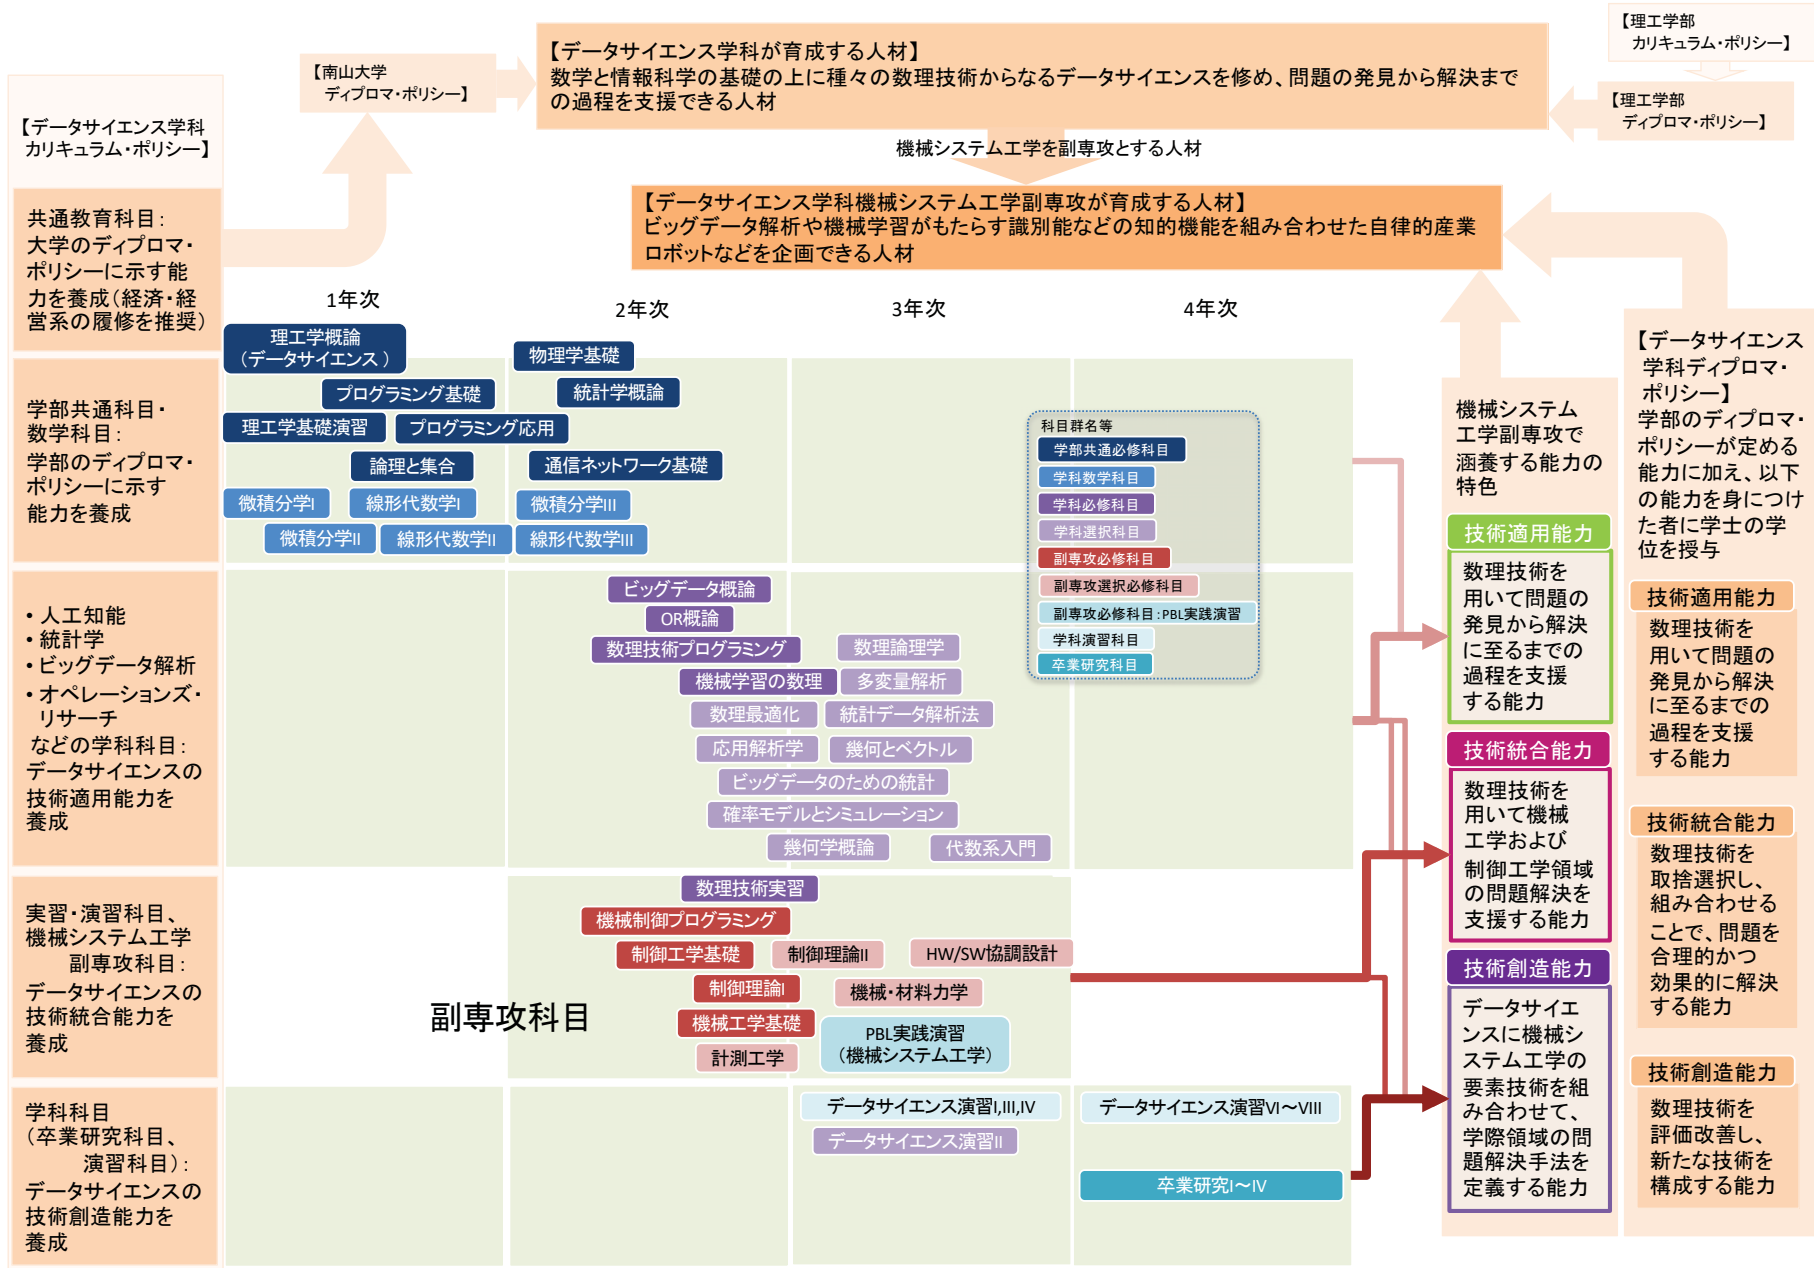 【理工学部
カリキュラム・ポリシー】
【データサイエンス学科が育成する人材】
数学と情報科学の基礎の上に種々の数理技術からなるデータサイエンスを修め、問題の発見から解決まで
の過程を支援できる人材
【南山大学
ディプロマ・ポリシー】
【理工学部
ディプロマ・ポリシー】
【データサイエンス学科
カリキュラム・ポリシー】
機械システム工学を副専攻とする人材
【データサイエンス学科機械システム工学副専攻が育成する人材】
ビッグデータ解析や機械学習がもたらす識別能などの知的機能を組み合わせた自律的産業
ロボットなどを企画できる人材
共通教育科目:
大学のディプロマ・
ポリシーに示す能
力を養成(経済・経
営系の履修を推奨)
1年次
2年次
3年次
4年次
理工学概論
(データサイエンス)
物理学基礎
プログラミング基礎
統計学概論
理工学基礎演習
プログラミング応用
論理と集合
通信ネットワーク基礎
微積分学I
線形代数学I
微積分学III
微積分学II
線形代数学II
線形代数学III
学部共通科目・
数学科目:
学部のディプロマ・
ポリシーに示す
能力を養成
科目群名等
学部共通必修科目
学科数学科目
学科必修科目
学科選択科目
副専攻必修科目
副専攻選択必修科目
副専攻必修科目:PBL実践演習
学科演習科目
卒業研究科目
・人工知能
・統計学
・ビッグデータ解析
・オペレーションズ・
リサーチ
などの学科科目:
データサイエンスの
技術適用能力を
養成
ビッグデータ概論
OR概論
数理技術プログラミング
数理論理学
機械学習の数理
多変量解析
数理最適化
統計データ解析法
応用解析学
幾何とベクトル
ビッグデータのための統計
確率モデルとシミュレーション
幾何学概論
代数系入門
実習・演習科目、
機械システム工学
副専攻科目:
データサイエンスの
技術統合能力を
養成
副専攻科目
数理技術実習
機械制御プログラミング
制御工学基礎
制御理論II
HW/SW協調設計
制御理論I
機械・材料力学
機械工学基礎
PBL実践演習
(機械システム工学)
計測工学
学科科目
(卒業研究科目、
演習科目):
データサイエンスの
技術創造能力を
養成
データサイエンス演習I,III,IV
データサイエンス演習VI~VIII
データサイエンス演習II
卒業研究I~IV
機械システム
工学副専攻で
涵養する能力の
特色
技術適用能力
数理技術を
用いて問題の
発見から解決
に至るまでの
過程を支援
する能力
技術統合能力
数理技術を
用いて機械
工学および
制御工学領域
の問題解決を
支援する能力
技術創造能力
データサイエ
ンスに機械シ
ステム工学の
要素技術を組
み合わせて、
学際領域の問
題解決手法を
定義する能力
【データサイエンス
学科ディプロマ・
ポリシー】
学部のディプロマ・
ポリシーが定める
能力に加え、以下
の能力を身につけ
た者に学士の学
位を授与
技術適用能力
数理技術を
用いて問題の
発見から解決
に至るまでの
過程を支援
する能力
技術統合能力
数理技術を
取捨選択し、
組み合わせる
ことで、問題を
合理的かつ
効果的に解決
する能力
技術創造能力
数理技術を
評価改善し、
新たな技術を
構成する能力